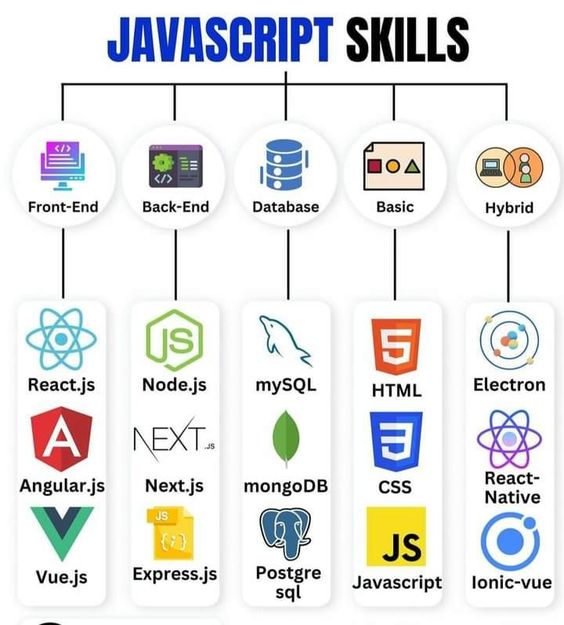 JAVASCRIPT SKILLS
Front-End
Back-End
Database
Basic
Hybrid
React.js
JS
Node.js
mySQL
5
HTML
Electron
A
Angular.js
NEXT.JS
Next.js
mongoDB
3
CSS
React-
Native
Vue.js
JS
Express.js
Postgre
sql
JS
Javascript
Ionic-vue